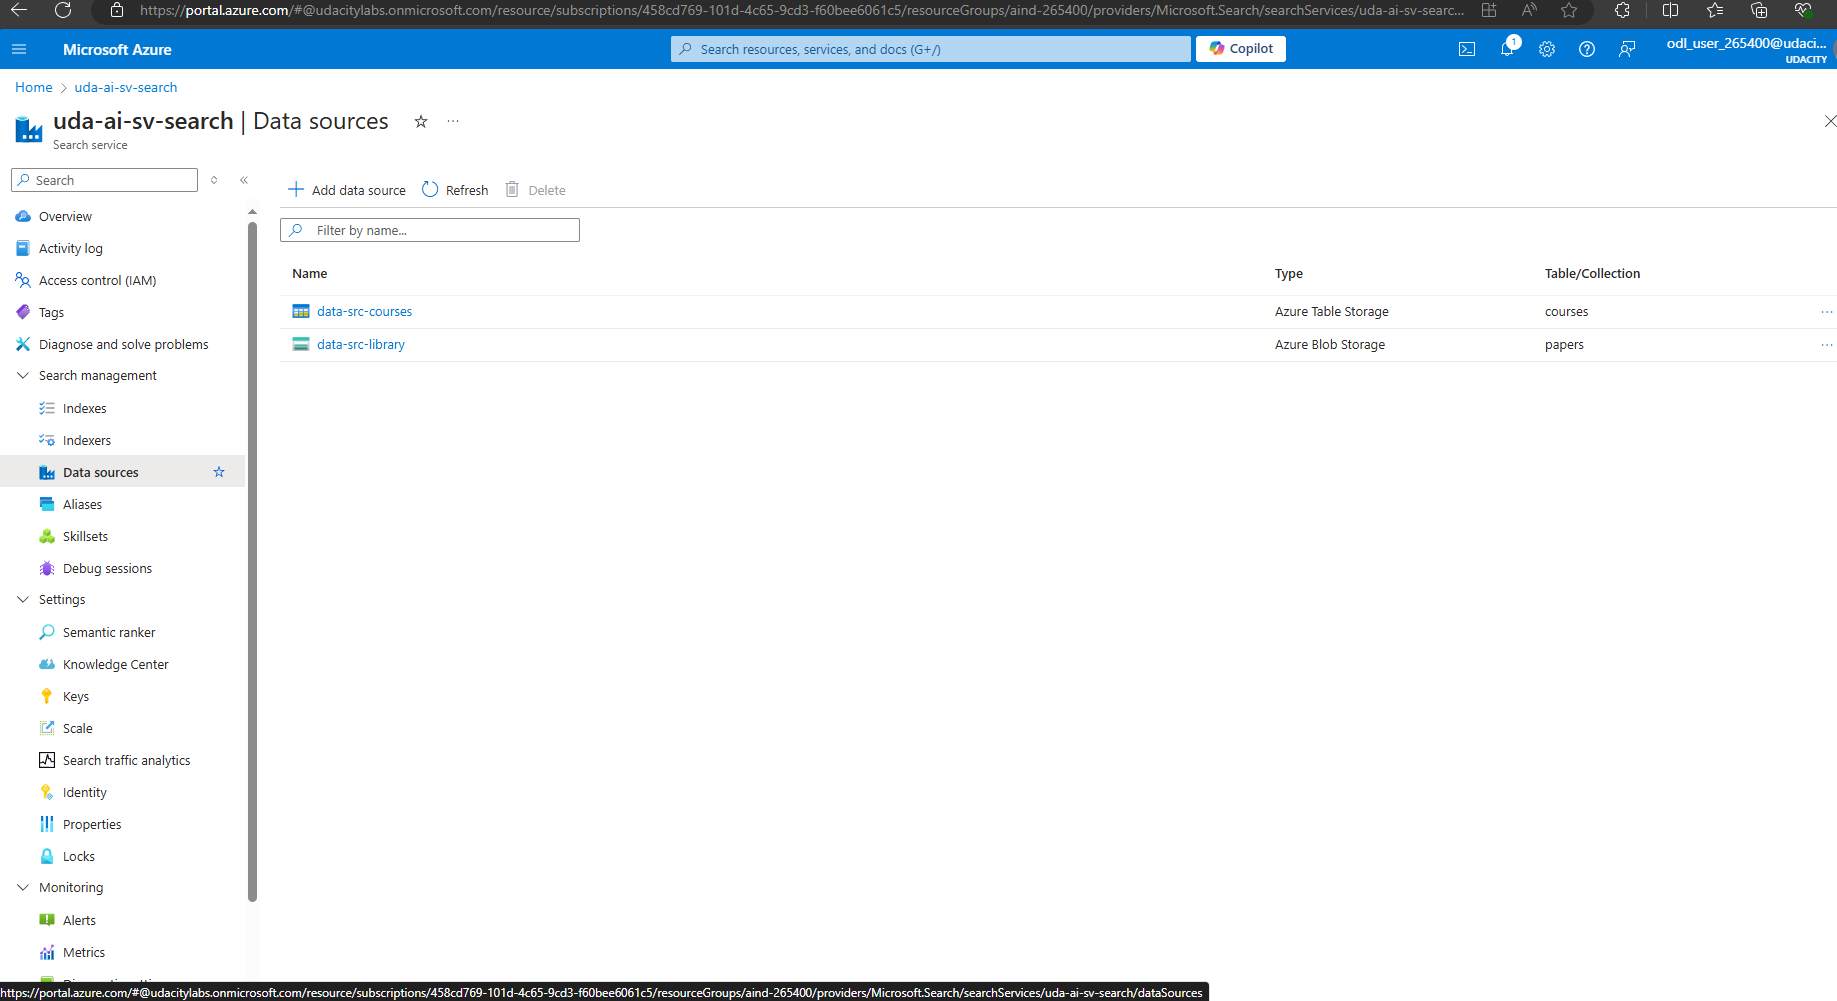 https://portal.azure.com/#@udacitylabs.onmicrosoft.com/resource/subscriptions/458cd769-101d-4c65-9cd3-f60bee6061c5/resourceGroups/aind-265400/providers/Microsoft.Search/searchServices/uda-ai-sv-searc...
Microsoft Azure
Search resources, services, and docs (G+/)
Copilot
1
odl_user_265400@udaci...
UDACITY
Home > uda-ai-sv-search
uda-ai-sv-search | Data sources
Search service
Search
Add data source
Refresh
Delete
Filter by name...
Name Type Table/Collection
data-src-courses Azure Table Storage courses
data-src-library Azure Blob Storage papers
Overview
Activity log
Access control (IAM)
Tags
Diagnose and solve problems
Search management
Indexes
Indexers
Data sources
Aliases
Skillsets
Debug sessions
Settings
Semantic ranker
Knowledge Center
Keys
Scale
Search traffic analytics
Identity
Properties
Locks
Monitoring
Alerts
Metrics
https://portal.azure.com/#@udacitylabs.onmicrosoft.com/resource/subscriptions/458cd769-101d-4c65-9cd3-f60bee6061c5/resourceGroups/aind-265400/providers/Microsoft.Search/searchServices/uda-ai-sv-search/dataSources